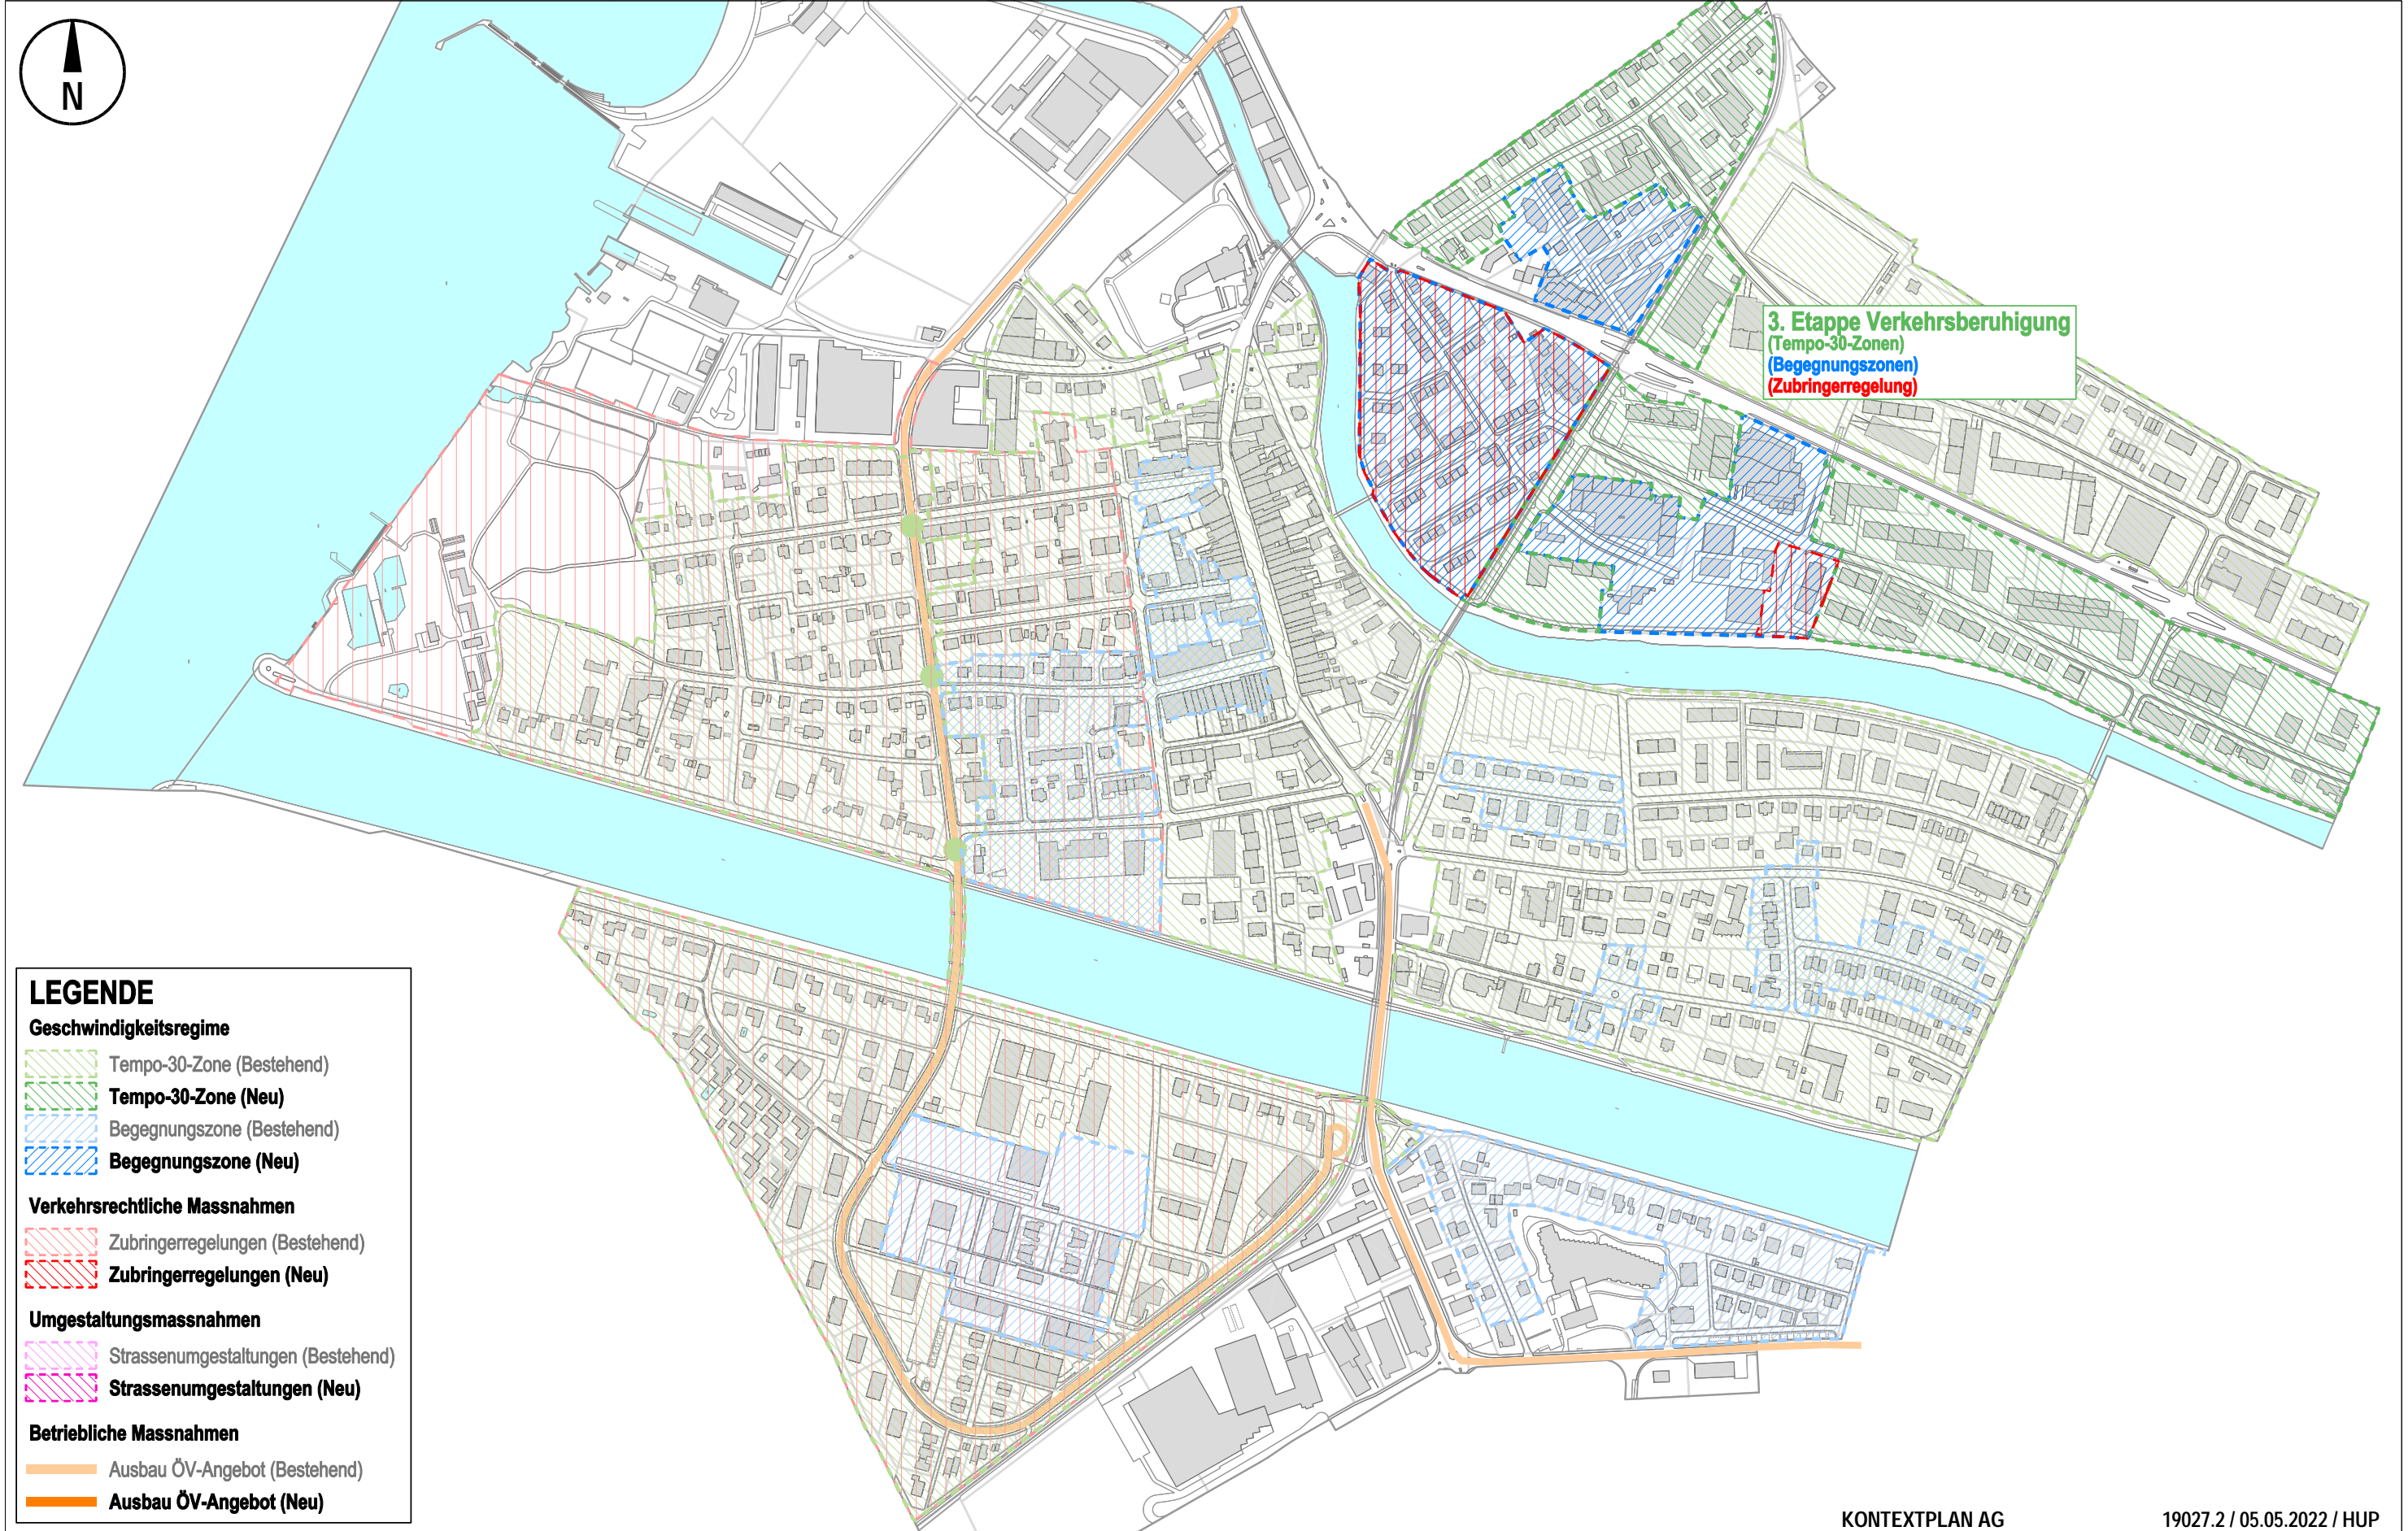 N
3. Etappe Verkehrsberuhigung
(Tempo-30-Zonen)
(Begegnungszonen)
(Zubringerregelung)
LEGENDE
Geschwindigkeitsregime
Tempo-30-Zone (Bestehend)
Tempo-30-Zone (Neu)
Begegnungszone (Bestehend)
Begegnungszone (Neu)
Verkehrsrechtliche Massnahmen
Zubringerregelungen (Bestehend)
Zubringerregelungen (Neu)
Umgestaltungsmassnahmen
Strassenumgestaltungen (Bestehend)
Strassenumgestaltungen (Neu)
Betriebliche Massnahmen
Ausbau ÖV-Angebot (Bestehend)
Ausbau ÖV-Angebot (Neu)
KONTEXTPLAN AG 19027.2 / 05.05.2022 / HUP